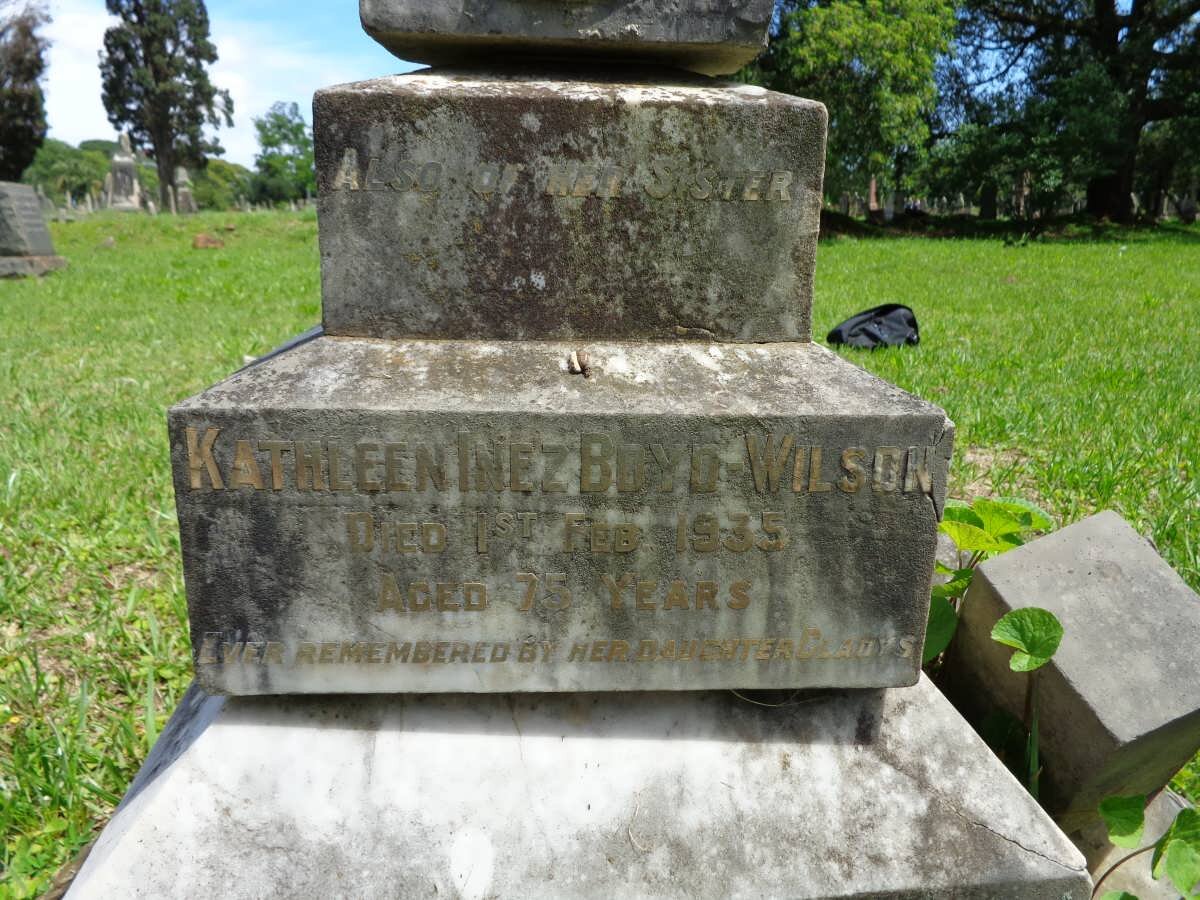 ALSO OF HER SISTER
KATHLEEN INEZ BOYD-WILSON
DIED 1ST FEB. 1935
AGED 75 YEARS
EVER REMEMBERED BY HER DAUGHTER GLADYS